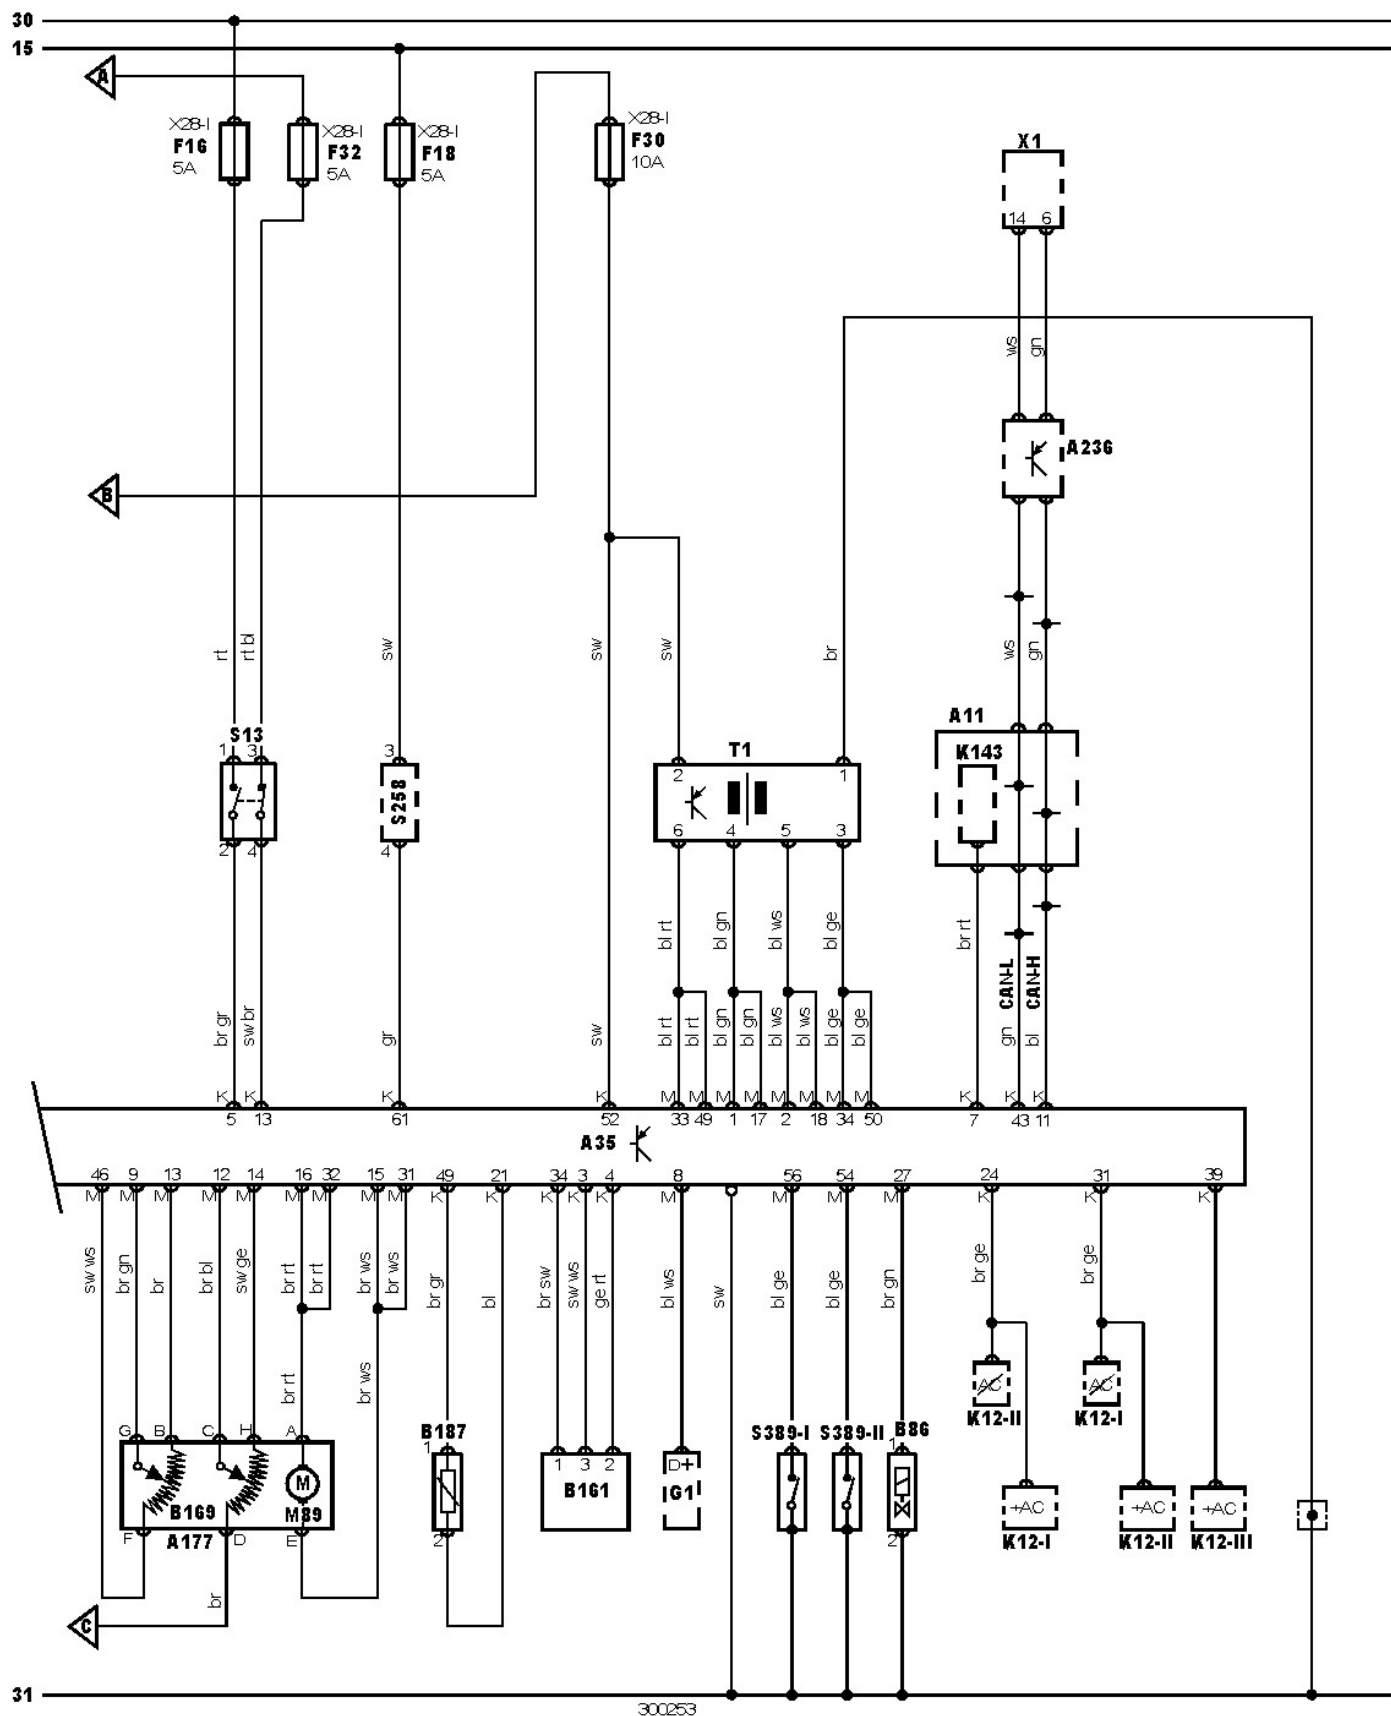 30
15
A
X28-I
F16
5A
X28-I
F32
5A
X28-I
F18
5A
X28-I
F30
10A
X1
14 6
ws gn
A236
B
rt rt bl sw sw sw br ws gn
S13
1 3
2 4
3
S258
4
T1
2 1
6 4 5 3
A11
K143
bl rt bl gn bl ws bl ge br rt CAN-L CAN-H
br gr sw br gr sw bl rt bl rt bl gn bl gn bl ws bl ws bl ge bl ge gn bl
K K K K M M M M M M M M K K K
5 13 61 52 33 49 1 17 2 18 34 50 7 43 11
A35
46 9 13 12 14 16 32 15 31 49 21 34 3 4 8 56 54 27 24 31 39
M M M M M M M M M K K K K K M M M M K K K
sw ws br gn br br bl sw ge br rt br rt br ws br ws br gr bl br sw sw ws ge rt bl ws sw bl ge bl ge br gn br ge br ge
br rt br ws
AC
K12-II
AC
K12-I
G B C H A
B169
M
M89
F A177 D E
B187
1
2
1 3 2
B161
D+
G1
S389-I
S389-II
B86
1
2
+AC
K12-I
+AC
K12-II
+AC
K12-III
br
C
31
300253